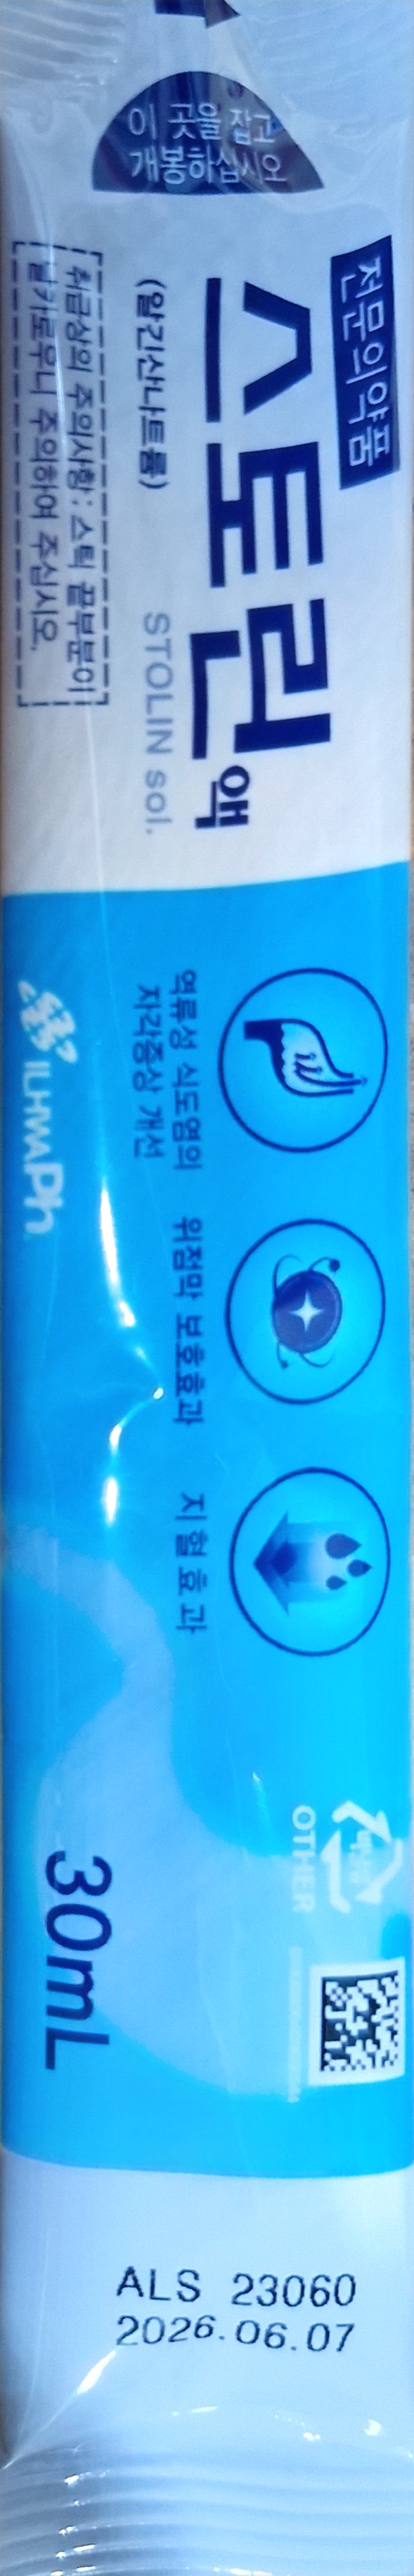 이 곳을 잡고
개봉하십시오
전문의약품
스토린액
(알긴산나트륨)
STOLIN sol.
취급상의 주의사항: 스틱 끝부분이
날카로우니 주의하여 주십시오.
역류성 식도염의
자각증상 개선
위점막 보호효과
지혈효과
ILHWA Ph.
OTHER
30mL
ALS 23060
2026.06.07